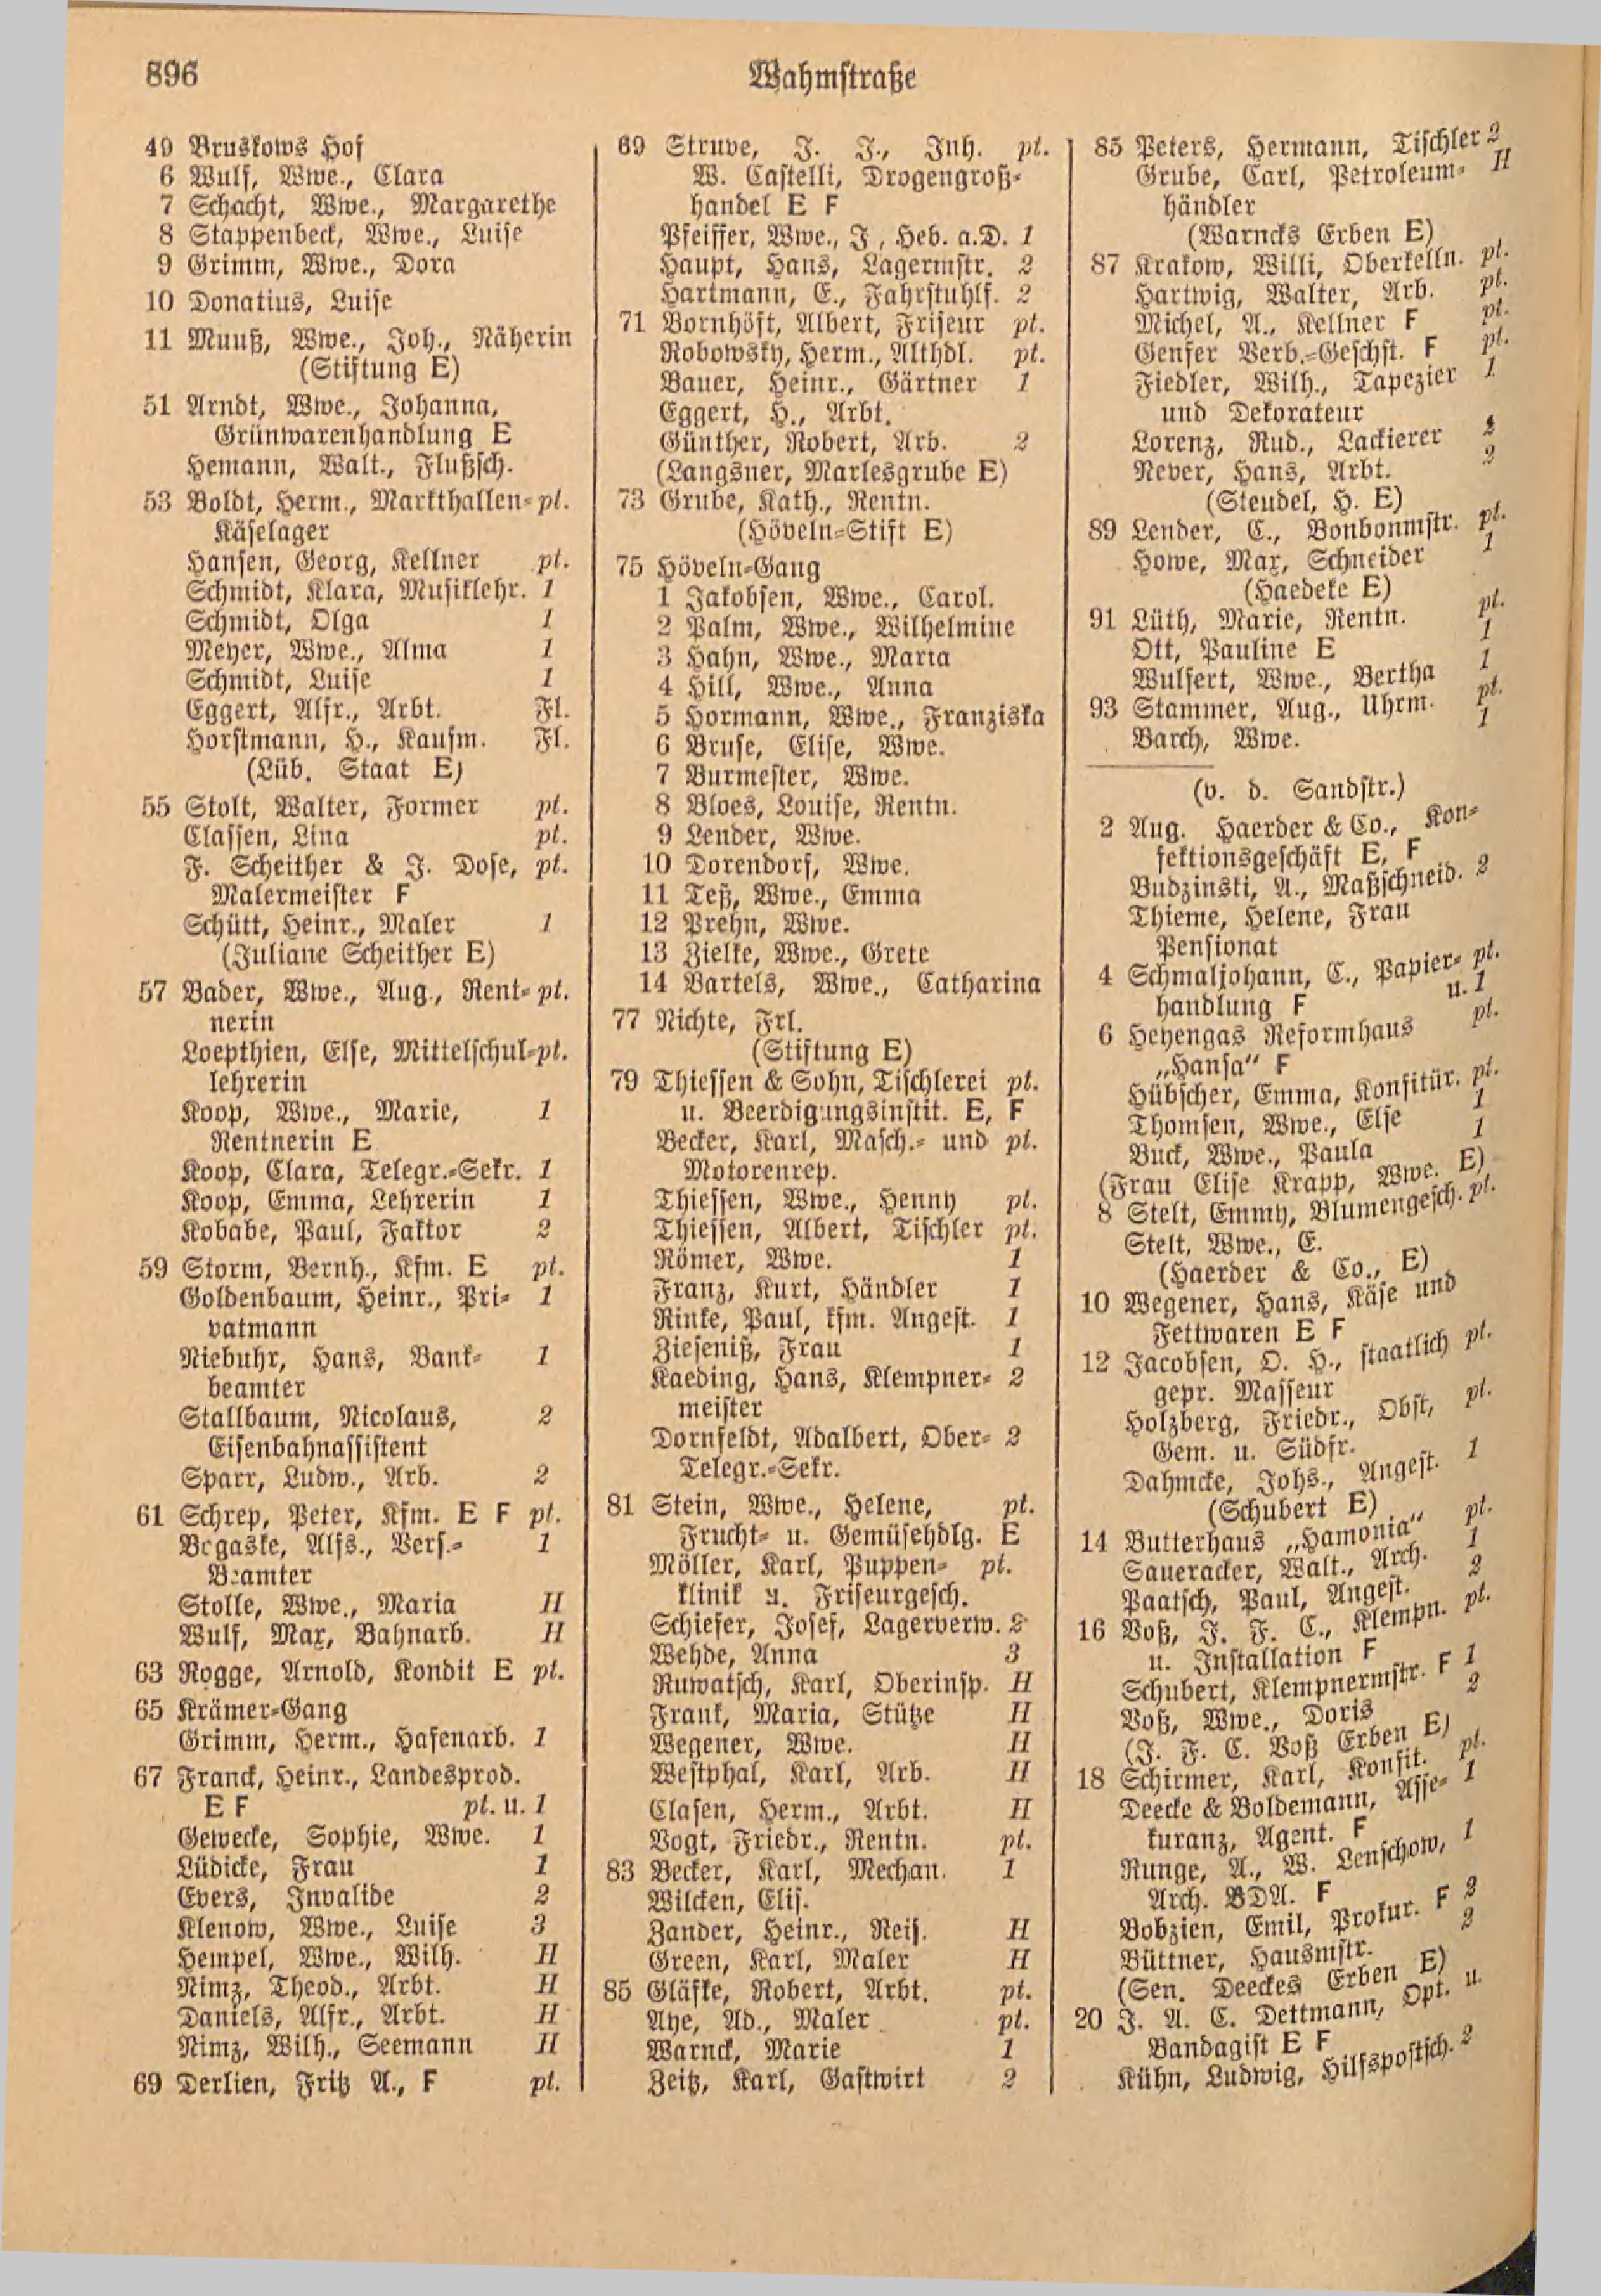 896
Wahmstraße
49 Bruskows Hof
6 Wulf, Wwe., Clara
7 Schacht, Wwe., Margarethe
8 Stappenbeck, Wwe., Luise
9 Grimm, Wwe., Dora
10 Donatius, Luise
11 Muuß, Wwe., Joh., Näherin
(Stiftung E)
51 Arndt, Wwe., Johanna,
Grünwarenhandlung E
Hemann, Walt., Flußsch.
53 Boldt, Herm., Markthallen- pt.
Käselager
Hansen, Georg, Kellner pt.
Schmidt, Klara, Musiklehr. 1
Schmidt, Olga 1
Meyer, Wwe., Alma 1
Schmidt, Luise 1
Eggert, Alfr., Arbt. Fl.
Horstmann, H., Kaufm. Fl.
(Lüb. Staat E)
55 Stolt, Walter, Former pt.
Classen, Lina pt.
F. Scheither & J. Dose, pt.
Malermeister F
Schütt, Heinr., Maler 1
(Juliane Scheither E)
57 Bader, Wwe., Aug., Rent- pt.
nerin
Loepthien, Else, Mittelschul- pt.
lehrerin
Koop, Wwe., Marie, 1
Rentnerin E
Koop, Clara, Telegr.-Sekr. 1
Koop, Emma, Lehrerin 1
Kobabe, Paul, Faktor 2
59 Storm, Bernh., Kfm. E pt.
Goldenbaum, Heinr., Pri- 1
vatmann
Niebuhr, Hans, Bank- 1
beamter
Stallbaum, Nicolaus, 2
Eisenbahnassistent
Sparr, Ludw., Arb. 2
61 Schrep, Peter, Kfm. E F pt.
Begaske, Alfs., Vers.- 1
Beamter
Stolle, Wwe., Maria H
Wulf, Max, Bahnarb. H
63 Rogge, Arnold, Kondit E pt.
65 Krämer-Gang
Grimm, Herm., Hafenarb. 1
67 Franck, Heinr., Landesprod.
E F pt. u. 1
Gewecke, Sophie, Wwe. 1
Lüdicke, Frau 1
Evers, Invalide 2
Klenow, Wwe., Luise 3
Hempel, Wwe., Wilh. H
Nimz, Theod., Arbt. H
Daniels, Alfr., Arbt. H
Nimz, Wilh., Seemann H
69 Derlien, Fritz A., F pt.
69 Struve, J. J., Inh. pt.
W. Castelli, Drogengroß-
handel E F
Pfeiffer, Wwe., J., Heb. a.D. 1
Haupt, Hans, Lagermstr. 2
Hartmann, E., Fahrstuhlf. 2
71 Bornhöft, Albert, Friseur pt.
Robowsky, Herm., Althdl. pt.
Bauer, Heinr., Gärtner 1
Eggert, H., Arbt.
Günther, Robert, Arb. 2
(Langsner, Marlesgrube E)
73 Grube, Kath., Rentn.
(Höveln-Stift E)
75 Höveln-Gang
1 Jakobsen, Wwe., Carol.
2 Palm, Wwe., Wilhelmine
3 Hahn, Wwe., Maria
4 Hill, Wwe., Anna
5 Hormann, Wwe., Franziska
6 Bruse, Elise, Wwe.
7 Burmester, Wwe.
8 Bloes, Louise, Rentn.
9 Lender, Wwe.
10 Dorendorf, Wwe.
11 Teß, Wwe., Emma
12 Prehn, Wwe.
13 Zielke, Wwe., Grete
14 Bartels, Wwe., Catharina
77 Nichte, Frl.
(Stiftung E)
79 Thiessen & Sohn, Tischlerei pt.
u. Beerdigungsinstit. E, F
Becker, Karl, Masch.- und pt.
Motorenrep.
Thiessen, Wwe., Henny pt.
Thiessen, Albert, Tischler pt.
Römer, Wwe. 1
Franz, Kurt, Händler 1
Rinke, Paul, kfm. Angest. 1
Zieseniß, Frau 1
Kaeding, Hans, Klempner- 2
meister
Dornfeldt, Adalbert, Ober- 2
Telegr.-Sekr.
81 Stein, Wwe., Helene, pt.
Frucht- u. Gemüsehdlg. E
Möller, Karl, Puppen- pt.
klinik u. Friseurgesch.
Schiefer, Josef, Lagerverw. 2
Wehde, Anna 3
Ruwatsch, Karl, Oberinsp. H
Frank, Maria, Stütze H
Wegener, Wwe. H
Westphal, Karl, Arb. H
Clasen, Herm., Arbt. H
Vogt, Friedr., Rentn. pt.
83 Becker, Karl, Mechan. 1
Wilcken, Elis.
Zander, Heinr., Reis. H
Green, Karl, Maler H
85 Gläfke, Robert, Arbt. pt.
Aye, Ad., Maler pt.
Warnck, Marie 1
Zeitz, Karl, Gastwirt 2
85 Peters, Hermann, Tischler 2
Grube, Carl, Petroleum- H
händler
(Warncks Erben E)
87 Krakow, Willi, Oberkelln. pt.
Hartwig, Walter, Arb. pt.
Michel, A., Kellner F pt.
Genfer Verb.-Geschst. F pt.
Fiedler, Wilh., Tapezier 1
und Dekorateur
Lorenz, Rud., Lackierer 2
Never, Hans, Arbt. 2
(Steudel, H. E)
89 Lender, C., Bonbonmstr. pt.
Howe, Max, Schneider 1
(Haedeke E)
91 Lüth, Marie, Rentn. pt.
Ott, Pauline E 1
Wulfert, Wwe., Bertha 1
93 Stammer, Aug., Uhrm. pt.
Barch, Wwe. 1
(v. d. Sandstr.)
2 Aug. Haerder & Co., Kon-
fektionsgeschäft E, F
Budzinski, A., Maßschneid. 2
Thieme, Helene, Frau
Pensionat
4 Schmaljohann, C., Papier- pt.
handlung F u. 1
6 Heyengas Reformhaus pt.
„Hansa" F
Hübscher, Emma, Konfitür. pt.
Thomsen, Wwe., Else 1
Buck, Wwe., Paula 1
(Frau Elise Krapp, Wwe. E)
8 Stelt, Emmy, Blumengesch. pt.
Stelt, Wwe., E.
(Haerder & Co., E)
10 Wegener, Hans, Käse und
Fettwaren E F
12 Jacobsen, O. H., staatlich pt.
gepr. Masseur
Holzberg, Friedr., Obst, pt.
Gem. u. Südfr.
Dahmcke, Johs., Angest. 1
(Schubert E)
14 Butterhaus „Hamonia" pt.
Saueracker, Walt., Arch. 1
Paatsch, Paul, Angest. 2
16 Voß, J. F. C., Klempn. pt.
u. Installation F
Schubert, Klempnermstr. F 1
Voß, Wwe., Doris 2
(J. F. C. Voß Erben E)
18 Schirmer, Karl, Konfit. pt.
Deecke & Boldemann, Asse- 1
kuranz, Agent. F
Runge, A., W. Lenschow, 1
Arch. BDA. F
Bobzien, Emil, Prokur. F 2
Büttner, Hausmstr. 2
(Sen. Deeckes Erben E)
20 J. A. C. Dettmann, Opt. u.
Bandagist E F
Kühn, Ludwig, Hilfspostsch. 2